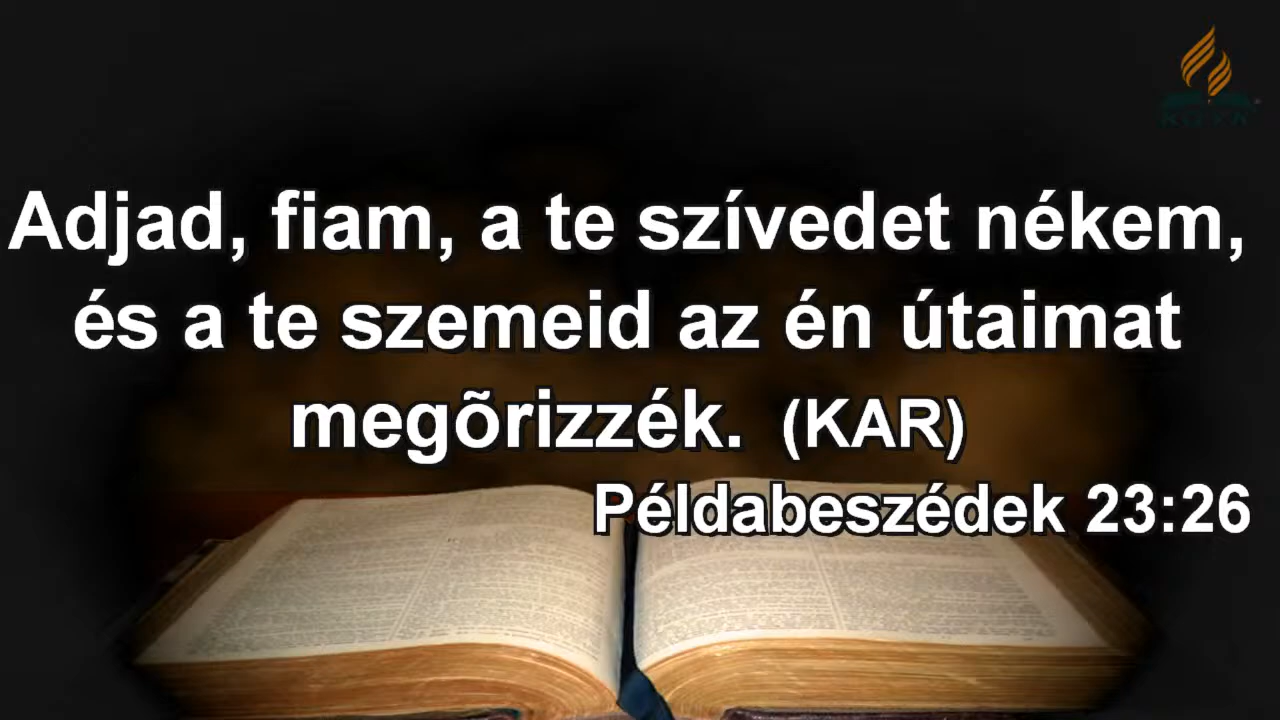 Adjad, fiam, a te szívedet nékem,
és a te szemeid az én útaimat
megõrizzék. (KAR)
Példabeszédek 23:26